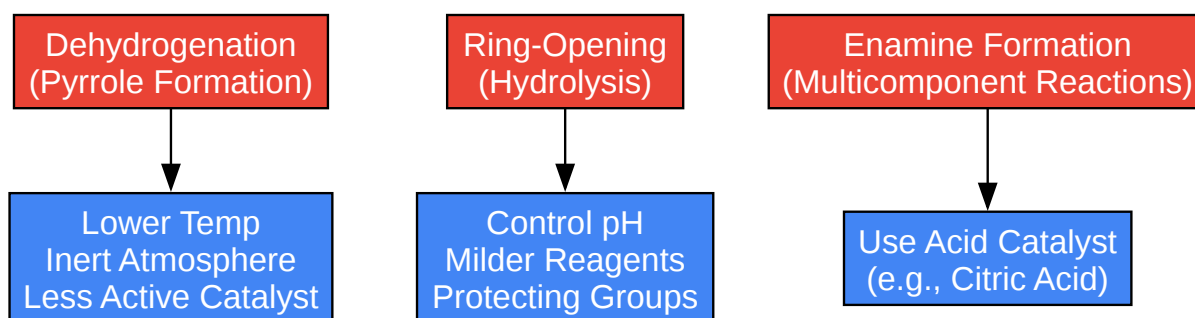 Dehydrogenation
(Pyrrole Formation)
Ring-Opening
(Hydrolysis)
Enamine Formation
(Multicomponent Reactions)
Lower Temp
Inert Atmosphere
Less Active Catalyst
Control pH
Milder Reagents
Protecting Groups
Use Acid Catalyst
(e.g., Citric Acid)